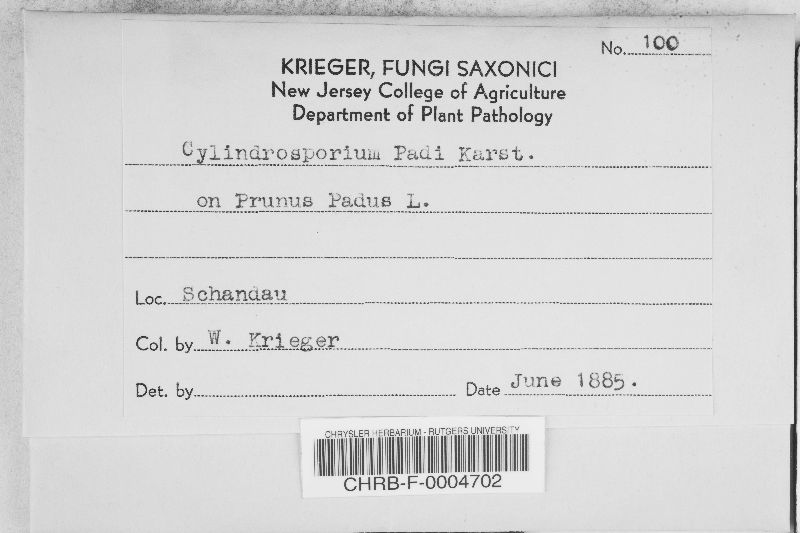 No. 100
KRIEGER, FUNGI SAXONICI
New Jersey College of Agriculture
Department of Plant Pathology
Cylindrosporium Padi Karst.
on Prunus Padus L.
Loc. Schandau
Col. by W. Krieger
Det. by
Date June 1885.
CHRYSLER HERBARIUM - RUTGERS UNIVERSITY
CHRB-F-0004702